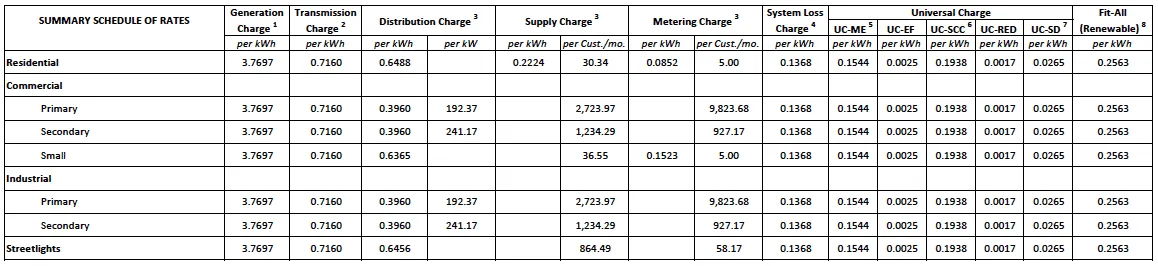 SUMMARY SCHEDULE OF RATES Generation Charge 1 Transmission Charge 2 Distribution Charge 3 Supply Charge 3 Metering Charge 3 System Loss Charge 4 Universal Charge Fit-All (Renewable) 8
UC-ME 5 UC-EF UC-SCC 6 UC-RED UC-SD 7
per kWh per kWh per kWh per kW per kWh per Cust./mo. per kWh per Cust./mo. per kWh per kWh per kWh per kWh per kWh per kWh per kWh
Residential 3.7697 0.7160 0.6488 0.2224 30.34 0.0852 5.00 0.1368 0.1544 0.0025 0.1938 0.0017 0.0265 0.2563
Commercial
Primary 3.7697 0.7160 0.3960 192.37 2,723.97 9,823.68 0.1368 0.1544 0.0025 0.1938 0.0017 0.0265 0.2563
Secondary 3.7697 0.7160 0.3960 241.17 1,234.29 927.17 0.1368 0.1544 0.0025 0.1938 0.0017 0.0265 0.2563
Small 3.7697 0.7160 0.6365 36.55 0.1523 5.00 0.1368 0.1544 0.0025 0.1938 0.0017 0.0265 0.2563
Industrial
Primary 3.7697 0.7160 0.3960 192.37 2,723.97 9,823.68 0.1368 0.1544 0.0025 0.1938 0.0017 0.0265 0.2563
Secondary 3.7697 0.7160 0.3960 241.17 1,234.29 927.17 0.1368 0.1544 0.0025 0.1938 0.0017 0.0265 0.2563
Streetlights 3.7697 0.7160 0.6456 864.49 58.17 0.1368 0.1544 0.0025 0.1938 0.0017 0.0265 0.2563